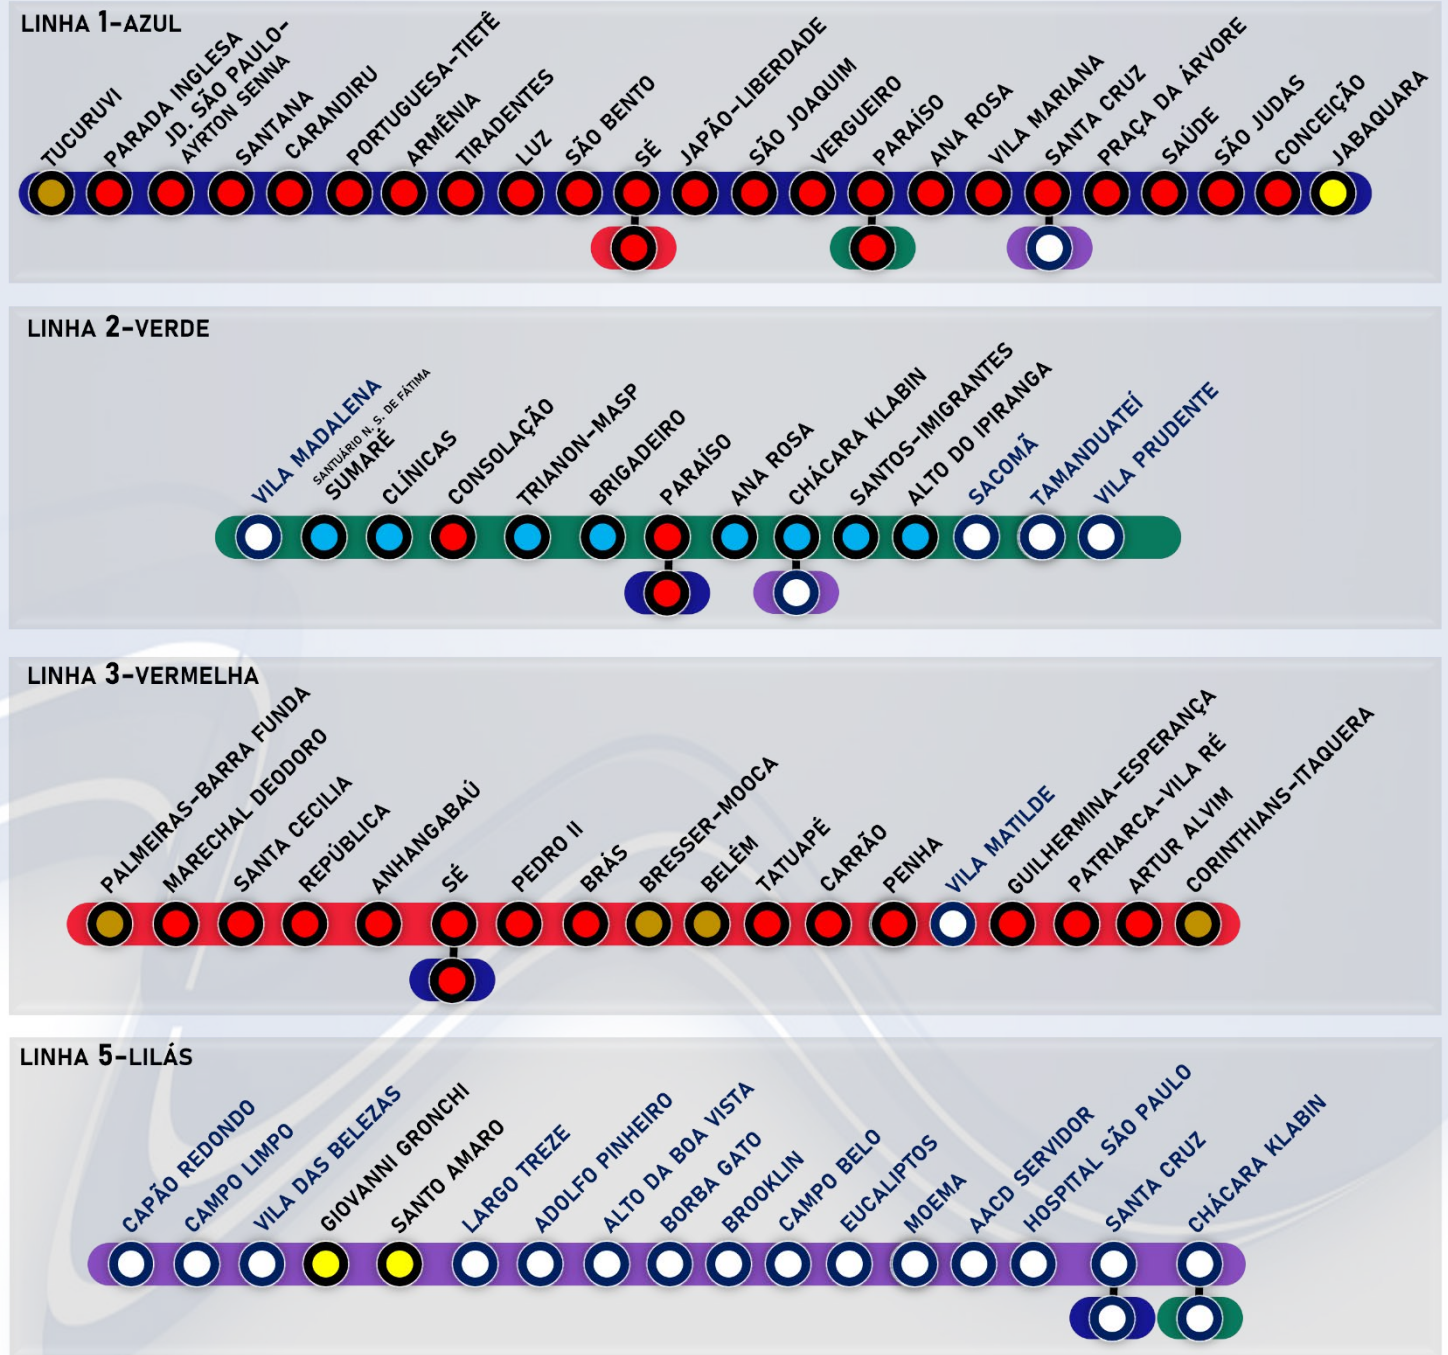 LINHA 1-AZUL
TUCURUVI
PARADA INGLESA
JD. SÃO PAULO-
AYRTON SENNA
SANTANA
CARANDIRU
PORTUGUESA-TIETÊ
ARMÊNIA
TIRADENTES
LUZ
SÃO BENTO
SÉ
JAPÃO-LIBERDADE
SÃO JOAQUIM
VERGUEIRO
PARAÍSO
ANA ROSA
VILA MARIANA
SANTA CRUZ
PRAÇA DA ÁRVORE
SAÚDE
SÃO JUDAS
CONCEIÇÃO
JABAQUARA
LINHA 2-VERDE
VILA MADALENA
SANTUÁRIO N. S. DE FÁTIMA
SUMARÉ
CLÍNICAS
CONSOLAÇÃO
TRIANON-MASP
BRIGADEIRO
PARAÍSO
ANA ROSA
CHÁCARA KLABIN
SANTOS-IMIGRANTES
ALTO DO IPIRANGA
SACOMÃ
TAMANDUATEÍ
VILA PRUDENTE
LINHA 3-VERMELHA
PALMEIRAS-BARRA FUNDA
MARECHAL DEODORO
SANTA CECILIA
REPÚBLICA
ANHANGABAÚ
SÉ
PEDRO II
BRÁS
BRESSER-MOOCA
BELÉM
TATUAPÉ
CARRÃO
PENHA
VILA MATILDE
GUILHERMINA-ESPERANÇA
PATRIARCA-VILA RÉ
ARTUR ALVIM
CORINTHIANS-ITAQUERA
LINHA 5-LILÁS
CAPÃO REDONDO
CAMPO LIMPO
VILA DAS BELEZAS
GIOVANNI GRONCHI
SANTO AMARO
LARGO TREZE
ADOLFO PINHEIRO
ALTO DA BOA VISTA
BORBA GATO
BROOKLIN
CAMPO BELO
EUCALIPTOS
MOEMA
AACD SERVIDOR
HOSPITAL SÃO PAULO
SANTA CRUZ
CHÁCARA KLABIN